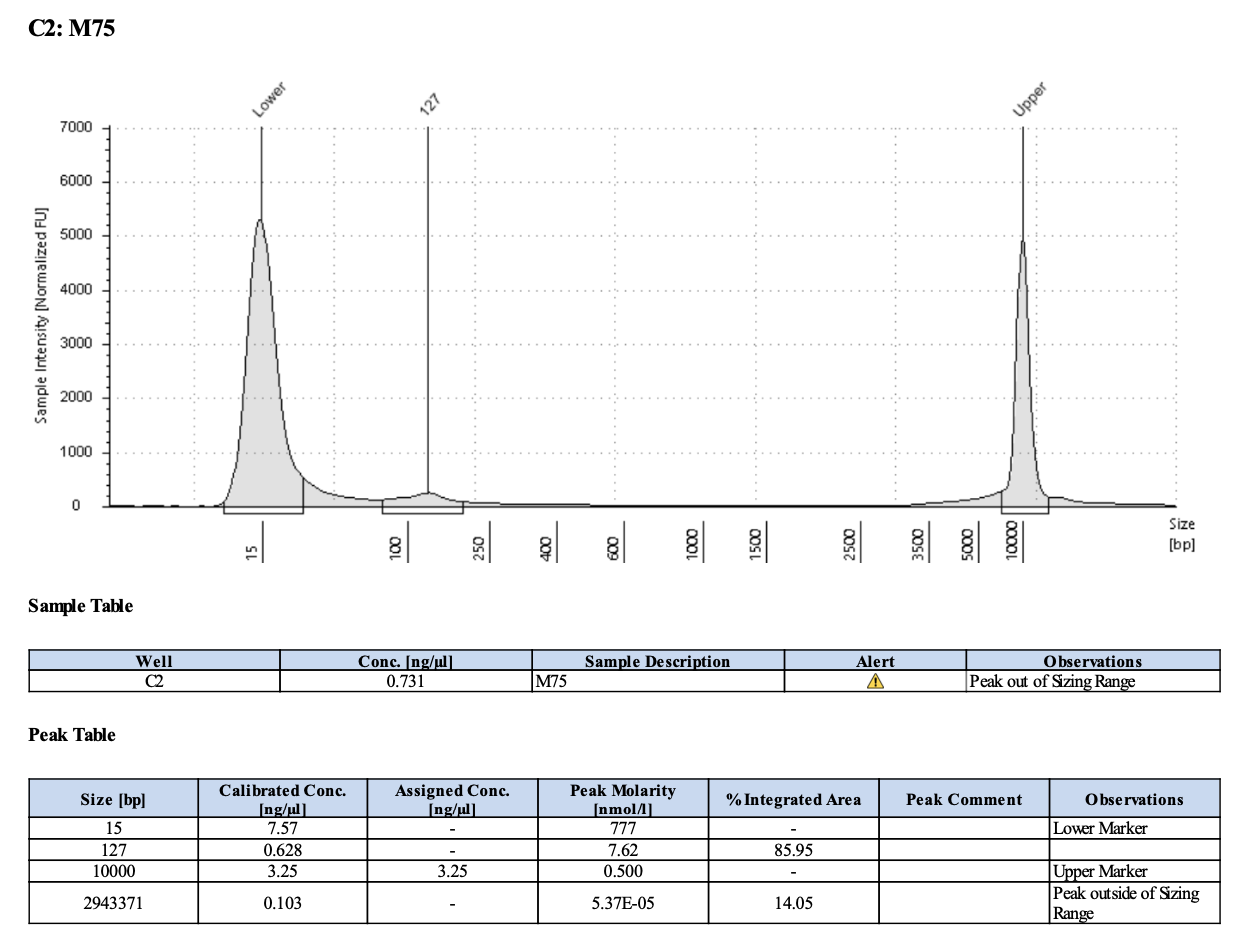 C2: M75
Lower
127
Upper
7000
6000
5000
4000
3000
2000
1000
0
Sample Intensity [Normalized FU]
15
100
250
400
600
1000
1500
2500
3500
5000
10000
Size
[bp]
Sample Table
Well Conc. [ng/µl] Sample Description Alert Observations
C2 0.731 M75 Peak out of Sizing Range
Peak Table
Size [bp] Calibrated Conc. [ng/µl] Assigned Conc. [ng/µl] Peak Molarity [nmol/l] % Integrated Area Peak Comment Observations
15 7.57 - 777 - Lower Marker
127 0.628 - 7.62 85.95
10000 3.25 3.25 0.500 - Upper Marker
2943371 0.103 - 5.37E-05 14.05 Peak outside of Sizing Range